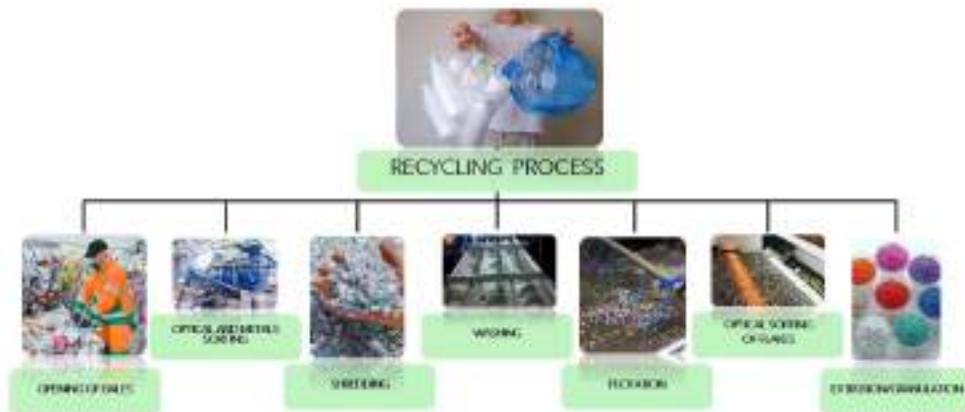 RECYCLING PROCESS
OPENING OF BALES
OPTICAL AND METALS
SORTING
SHREDDING
WASHING
FLOTATION
OPTICAL SORTING
OF FLAKES
EXTRUSION/GRANULATION